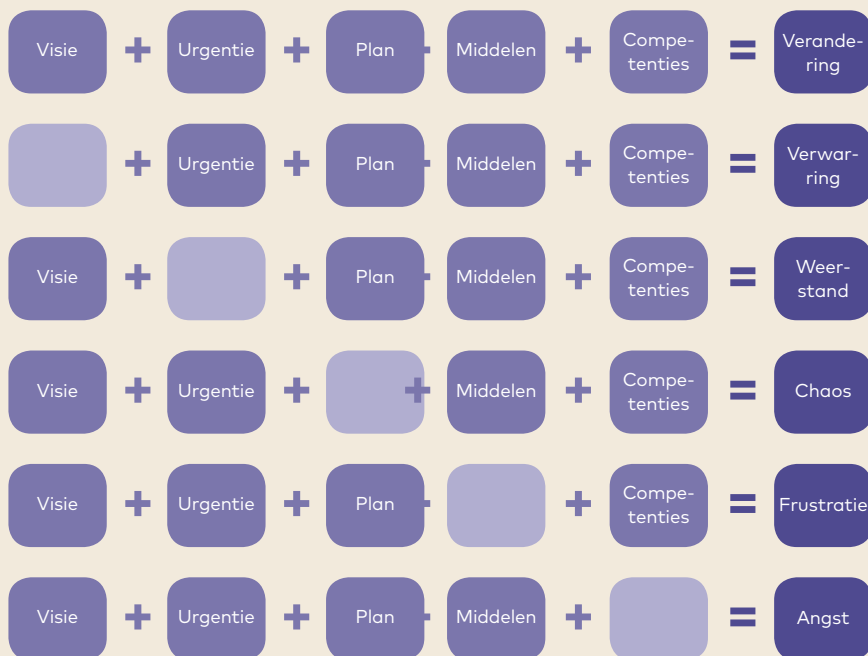 Visie + Urgentie + Plan + Middelen + Compe-
tenties = Verande-
ring
+ Urgentie + Plan + Middelen + Compe-
tenties = Verwar-
ring
Visie + + Plan + Middelen + Compe-
tenties = Weer-
stand
Visie + Urgentie + + Middelen + Compe-
tenties = Chaos
Visie + Urgentie + Plan + + Compe-
tenties = Frustratie
Visie + Urgentie + Plan + Middelen + = Angst